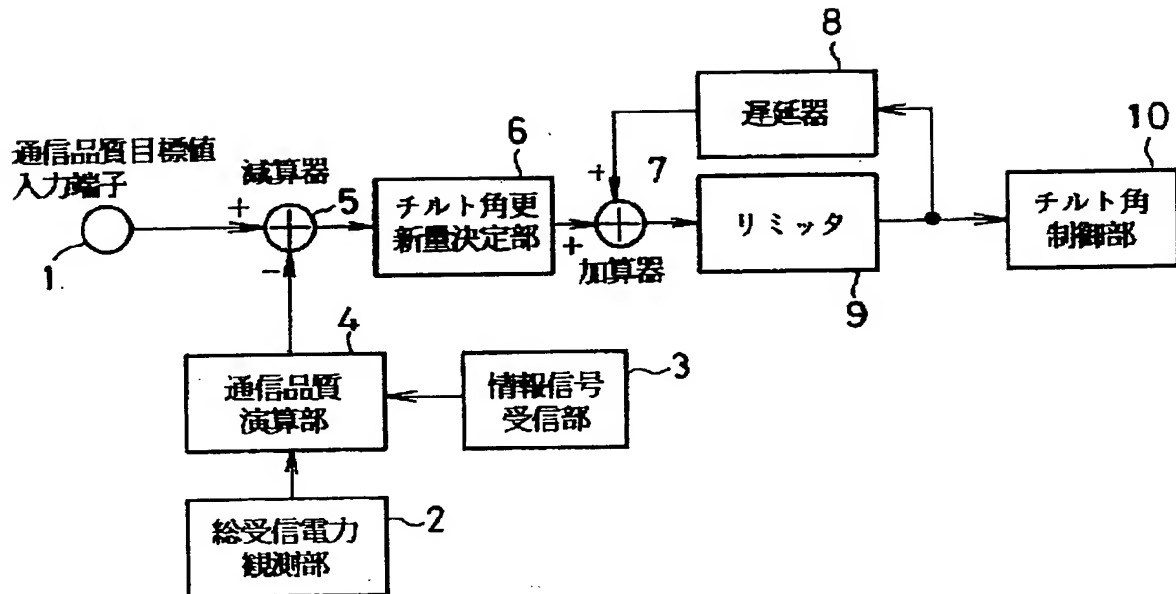 8
遅延器
10
チルト角
制御部
通信品質目標値
入力端子
1
減算器
+
5
-
6
チルト角更
新量決定部
+
7
+
加算器
リミッタ
9
4
通信品質
演算部
3
情報信号
受信部
2
総受信電力
観測部